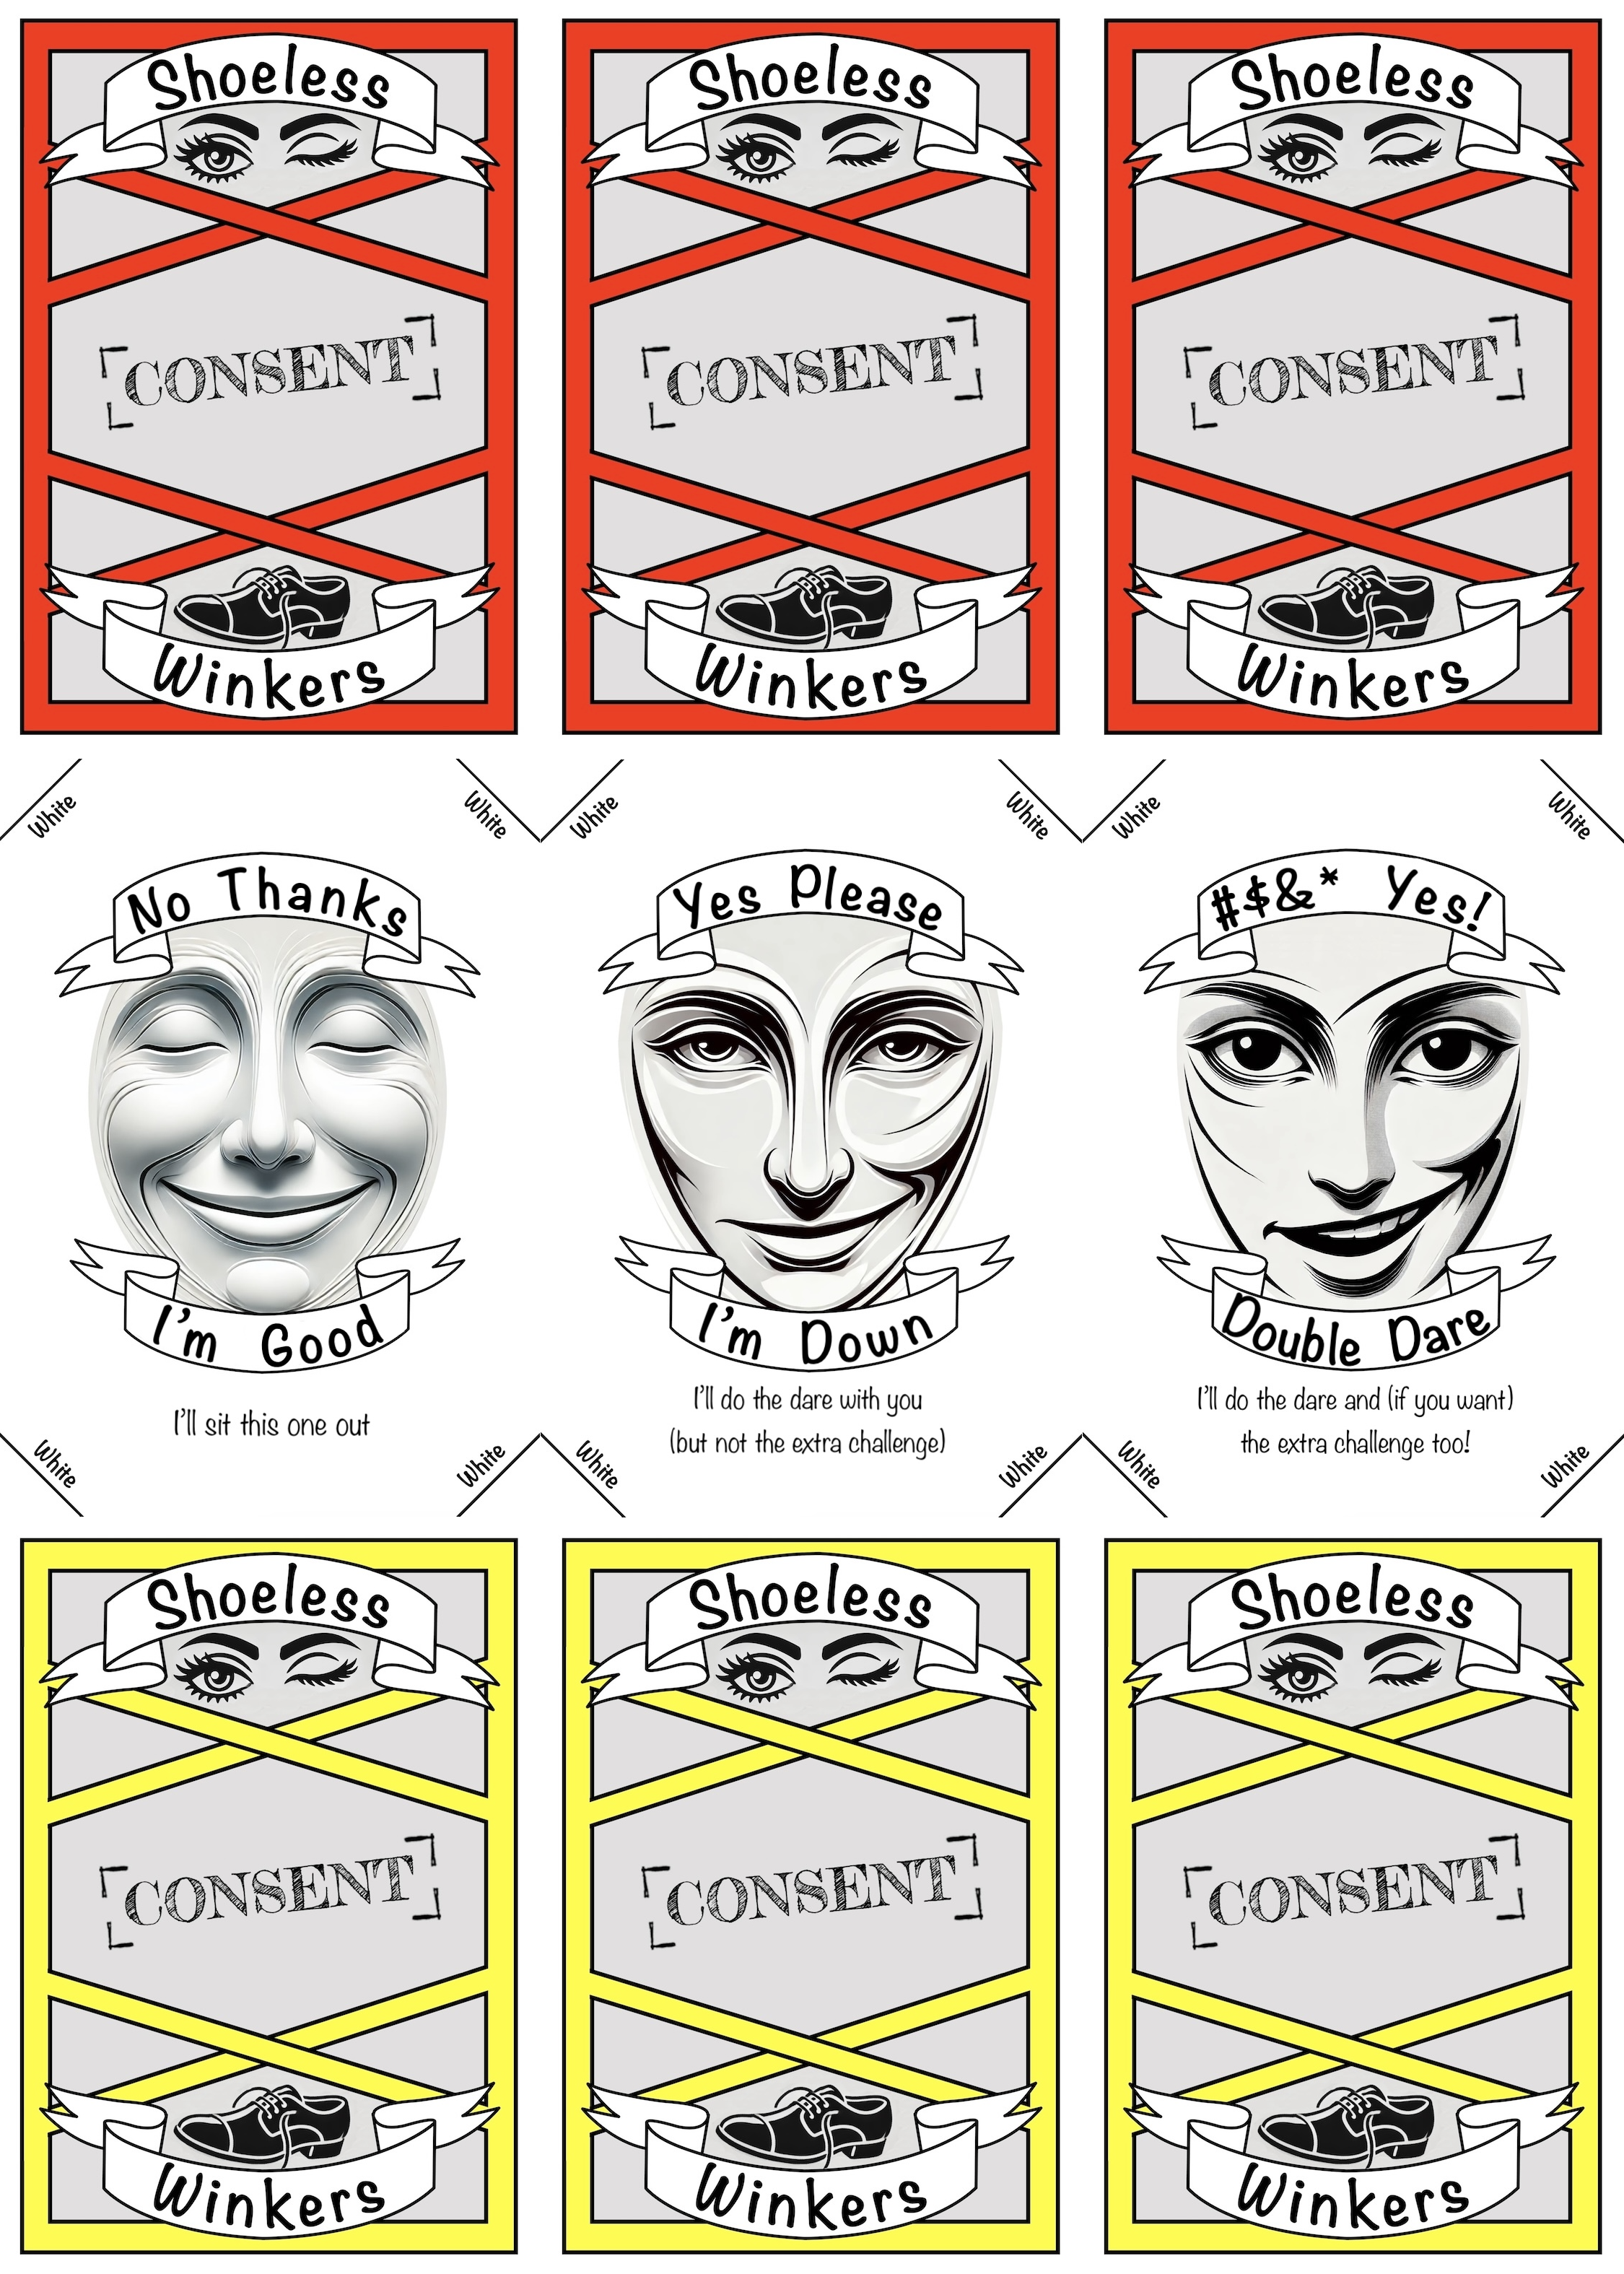 Shoeless
CONSENT
Winkers
Shoeless
CONSENT
Winkers
Shoeless
CONSENT
Winkers
White
White
No Thanks
I'm Good
I'll sit this one out
White
White
White
White
Yes Please
I'm Down
I'll do the dare with you
(but not the extra challenge)
White
White
White
White
#$&* Yes!
Double Dare
I'll do the dare and (if you want)
the extra challenge too!
White
White
Shoeless
CONSENT
Winkers
Shoeless
CONSENT
Winkers
Shoeless
CONSENT
Winkers